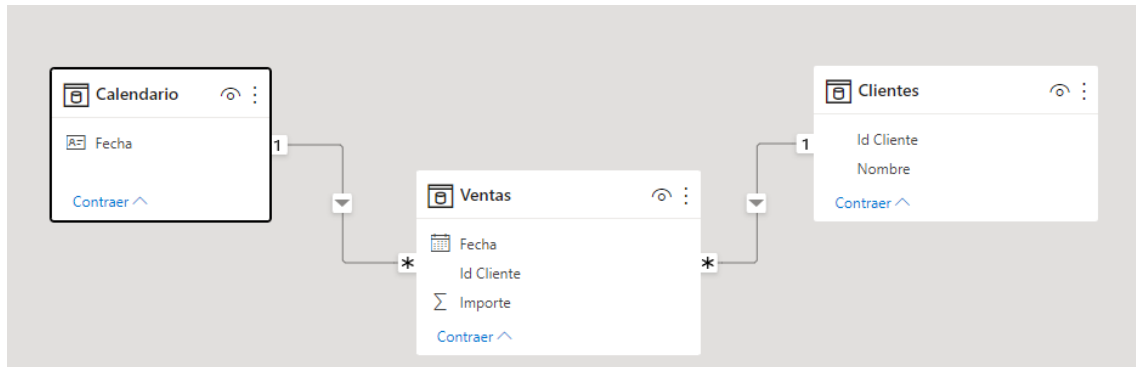 Calendario
Fecha
Contraer
1
*
Ventas
Fecha
Id Cliente
Importe
Contraer
*
1
Clientes
Id Cliente
Nombre
Contraer